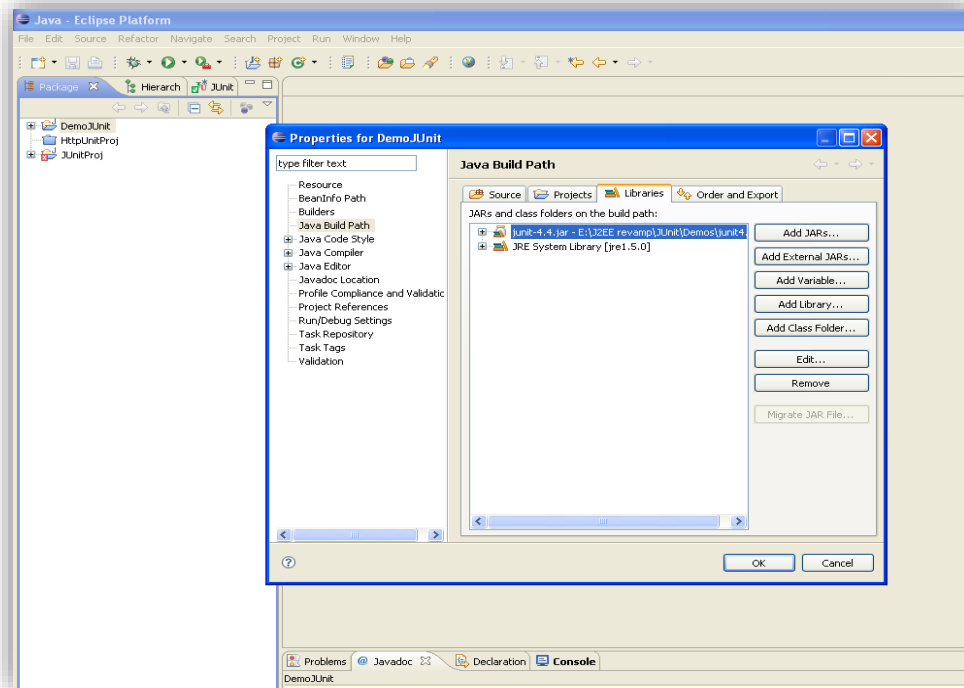 Java - Eclipse Platform
File Edit Source Refactor Navigate Search Project Run Window Help
Package Hierarch JUnit
DemoJUnit
HttpUnitProj
JUnitProj
Properties for DemoJUnit
type filter text
Resource
BeanInfo Path
Builders
Java Build Path
Java Code Style
Java Compiler
Java Editor
Javadoc Location
Profile Compliance and Validatic
Project References
Run/Debug Settings
Task Repository
Task Tags
Validation
Java Build Path
Source Projects Libraries Order and Export
JARs and class folders on the build path:
junit-4.4.jar - E:\J2EE revamp\JUnit\Demos\junit4.
JRE System Library [jre1.5.0]
Add JARs...
Add External JARs...
Add Variable...
Add Library...
Add Class Folder...
Edit...
Remove
Migrate JAR File...
OK Cancel
Problems @ Javadoc Declaration Console
DemoJUnit